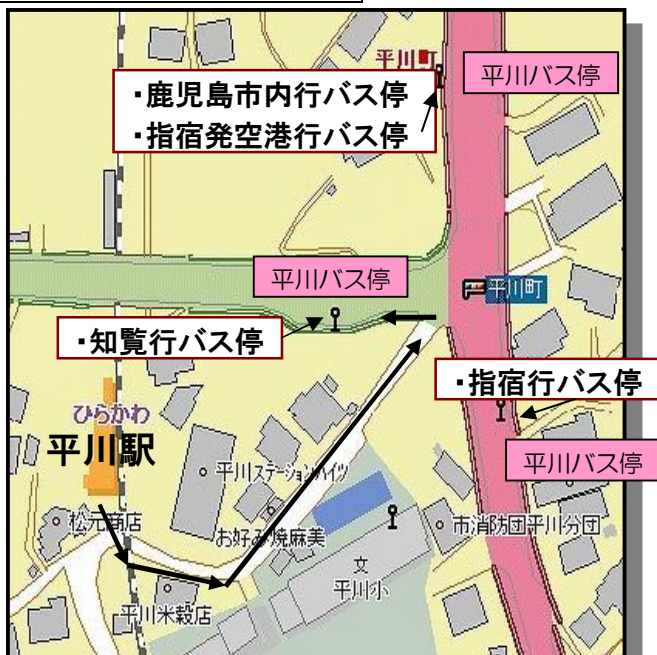 平川町
平川バス停
・鹿児島市内行バス停
・指宿発空港行バス停
平川バス停
平川町
・知覧行バス停
・指宿行バス停
ひらかわ
平川駅
平川ステーションハイツ
平川バス停
松元商店
お好み焼麻美
市消防団平川分団
文
平川小
平川米穀店